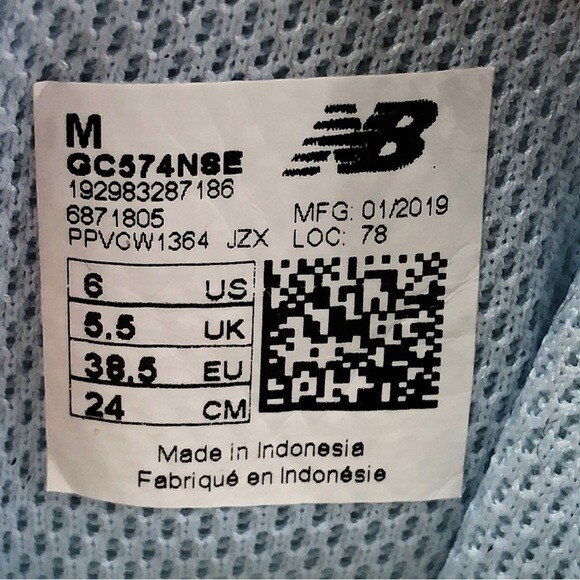 M
NB
GC574NSE
192983287186
6871805
MFG: 01/2019
PPVCW1364 JZX
LOC: 78
6 US
5.5 UK
38.5 EU
24 CM
Made in Indonesia
Fabriqué en Indonésie